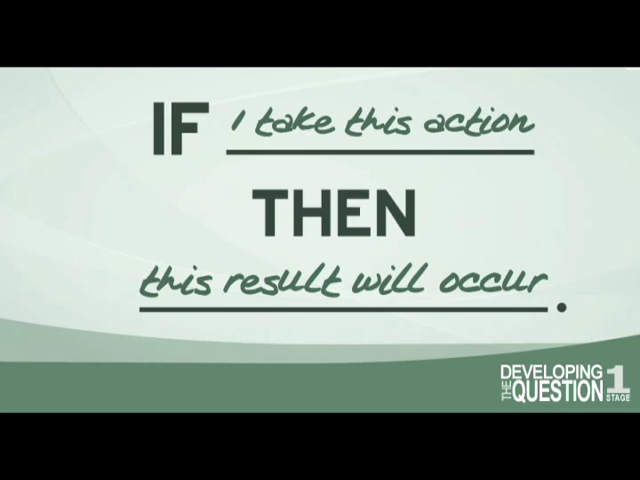 IF I take this action
THEN
this result will occur.
DEVELOPING
THE QUESTION 1
STAGE